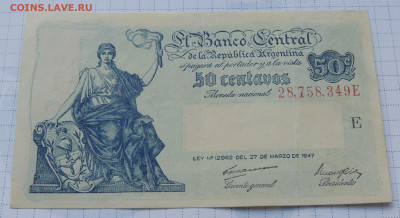 COINS.LAVE.RU
El Banco Central
de la República Argentina
pagará al portador y a la vista
50 centavos
50¢
Moneda nacional 28.758.349E
E
LEY Nº 12962 DEL 27 DE MARZO DE 1947
Gerente general
Presidente